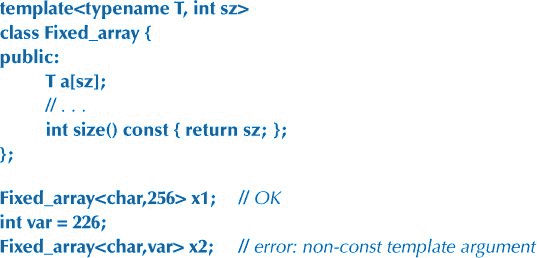 template<typename T, int sz>
class Fixed_array {
public:
T a[sz];
// . . .
int size() const { return sz; };
};
Fixed_array<char,256> x1; // OK
int var = 226;
Fixed_array<char,var> x2; // error: non-const template argument